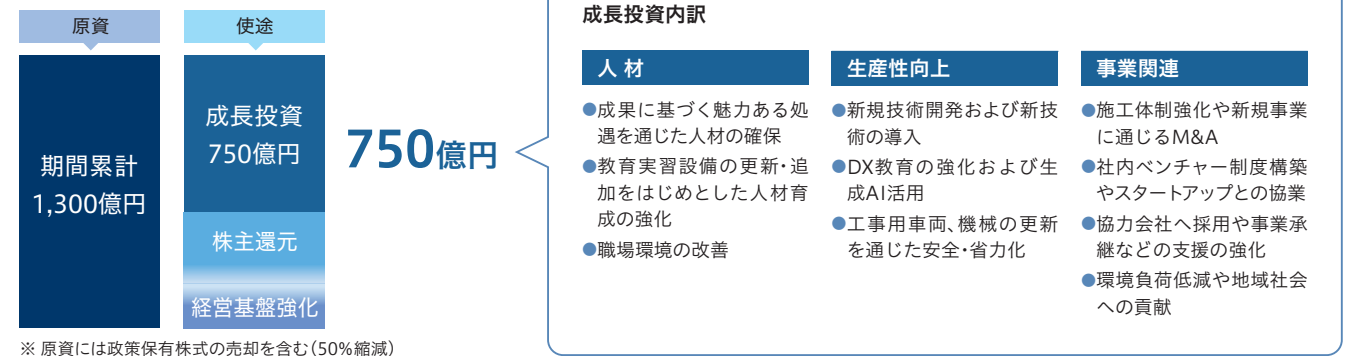 原資
使途
期間累計
1,300億円
成長投資
750億円
株主還元
経営基盤強化
※ 原資には政策保有株式の売却を含む(50%縮減)
750億円
成長投資内訳
人 材
●成果に基づく魅力ある処
遇を通じた人材の確保
●教育実習設備の更新・追
加をはじめとした人材育
成の強化
●職場環境の改善
生産性向上
●新規技術開発および新技
術の導入
●DX教育の強化および生
成AI活用
●工事用車両、機械の更新
を通じた安全・省力化
事業関連
●施工体制強化や新規事業
に通じるM&A
●社内ベンチャー制度構築
やスタートアップとの協業
●協力会社へ採用や事業承
継などの支援の強化
●環境負荷低減や地域社会
への貢献